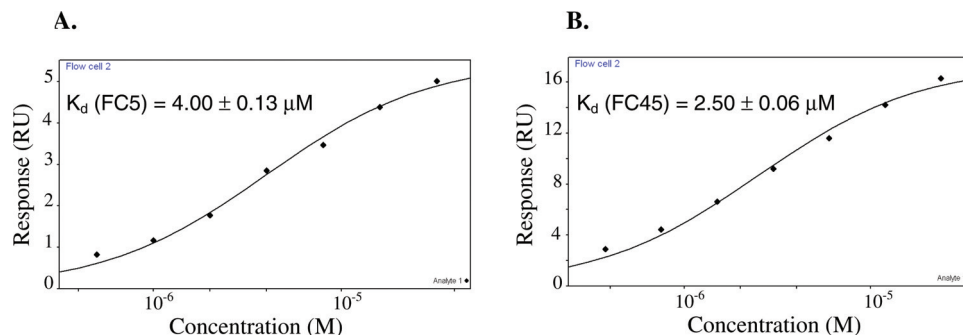 A.
Flow cell 2
K_d (FC5) = 4.00 ± 0.13 μM
5
4
3
2
1
0
Response (RU)
Analyte 1
10^-6
10^-5
Concentration (M)
B.
Flow cell 2
K_d (FC45) = 2.50 ± 0.06 μM
16
12
8
4
0
Response (RU)
Analyte
10^-6
10^-5
Concentration (M)